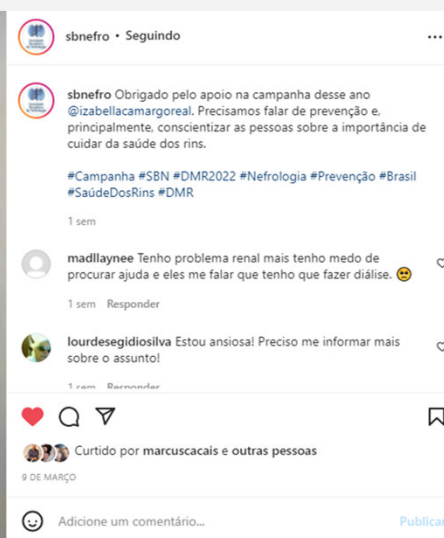 sbnefro • Seguindo
sbnefro Obrigado pelo apoio na campanha desse ano
@izabellacamargoreal. Precisamos falar de prevenção e,
principalmente, conscientizar as pessoas sobre a importância de
cuidar da saúde dos rins.
#Campanha #SBN #DMR2022 #Nefrologia #Prevenção #Brasil
#SaúdeDosRins #DMR
1 sem
madllaynee Tenho problema renal mais tenho medo de
procurar ajuda e eles me falar que tenho que fazer diálise. 🥺
1 sem Responder
lourdesegidiosilva Estou ansiosa! Preciso me informar mais
sobre o assunto!
1 sem Responder
Curtido por marcuscacais e outras pessoas
9 DE MARÇO
Adicione um comentário...
Publicar